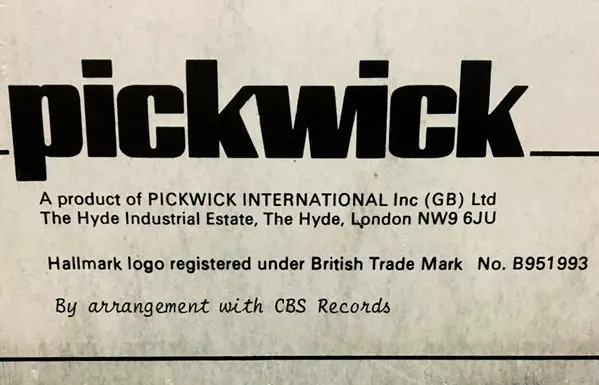 pickwick
A product of PICKWICK INTERNATIONAL Inc (GB) Ltd
The Hyde Industrial Estate, The Hyde, London NW9 6JU
Hallmark logo registered under British Trade Mark No. B951993
By arrangement with CBS Records